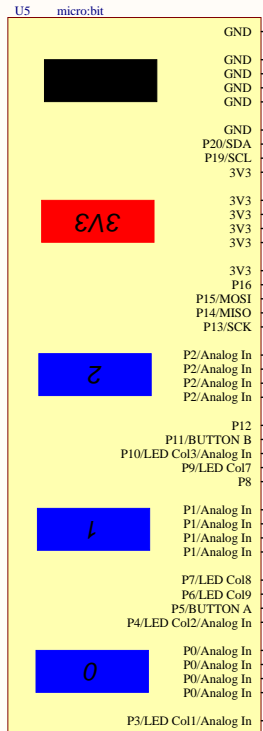 U5 micro:bit
GND
GND
GND
GND
GND
GND
P20/SDA
P19/SCL
3V3
3V3
3V3
3V3
3V3
3V3
3V3
P16
P15/MOSI
P14/MISO
P13/SCK
P2/Analog In
P2/Analog In
2
P2/Analog In
P2/Analog In
P12
P11/BUTTON B
P10/LED Col3/Analog In
P9/LED Col7
P8
P1/Analog In
P1/Analog In
1
P1/Analog In
P1/Analog In
P7/LED Col8
P6/LED Col9
P5/BUTTON A
P4/LED Col2/Analog In
P0/Analog In
P0/Analog In
0
P0/Analog In
P0/Analog In
P3/LED Col1/Analog In